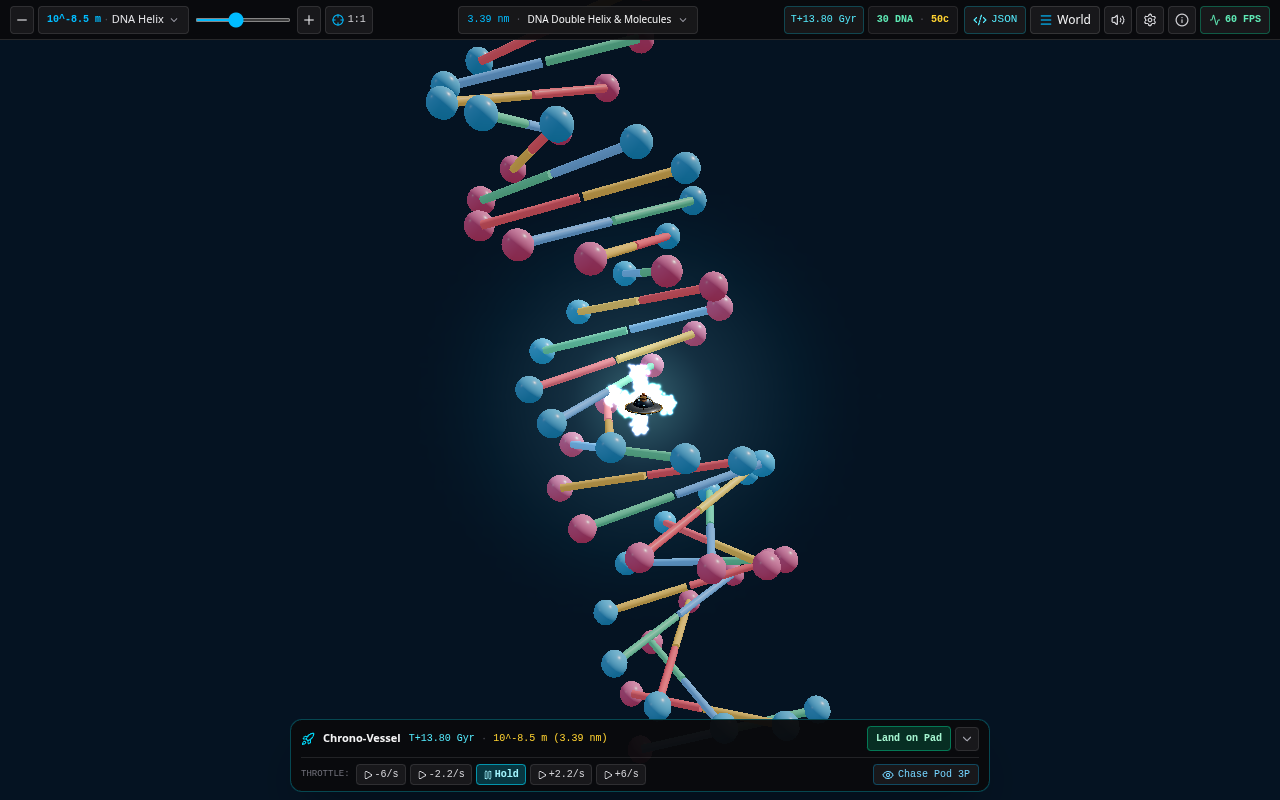 10^-8.5 m · DNA Helix 1:1 3.39 nm · DNA Double Helix & Molecules T+13.80 Gyr 30 DNA · 50c JSON World 60 FPS
Chrono-Vessel T+13.80 Gyr · 10^-8.5 m (3.39 nm) Land on Pad
THROTTLE: -6/s -2.2/s Hold +2.2/s +6/s Chase Pod 3P